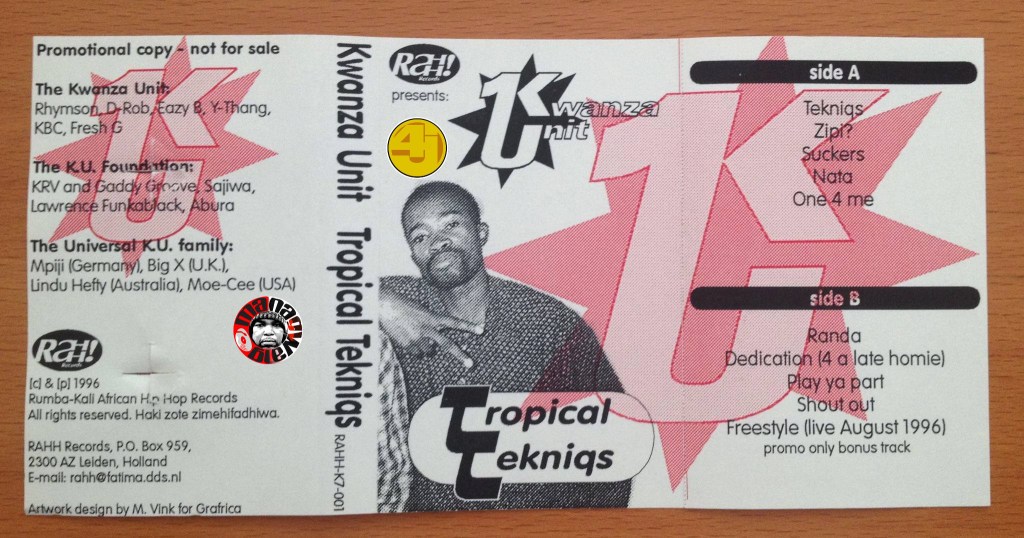 Promotional copy - not for sale
The Kwanza Unit:
Rhymson, D-Rob, Eazy B, Y-Thang,
KBC, Fresh G
The K.U. Foundation:
KRV and Gaddy Groove, Sajiwa,
Lawrence Funkablack, Abura
The Universal K.U. family:
Mpiji (Germany), Big X (U.K.),
Lindu Hefty (Australia), Moe-Cee (USA)
RAH!
Records
(c) & (p) 1996
Rumba-Kali African Hip Hop Records
All rights reserved. Haki zote zimehifadhiwa.
RAHH Records, P.O. Box 959,
2300 AZ Leiden, Holland
E-mail: rahh@fatima.dds.nl
Artwork design by M. Vink for Grafrica
Kwanza Unit Tropical Tekniqs
RAHH-K7-001
RAH!
Records
presents:
Kwanza
Unit
Tropical
Tekniqs
side A
Tekniqs
Zipi?
Suckers
Nata
One 4 me
side B
Randa
Dedication (4 a late homie)
Play ya part
Shout out
Freestyle (live August 1996)
promo only bonus track